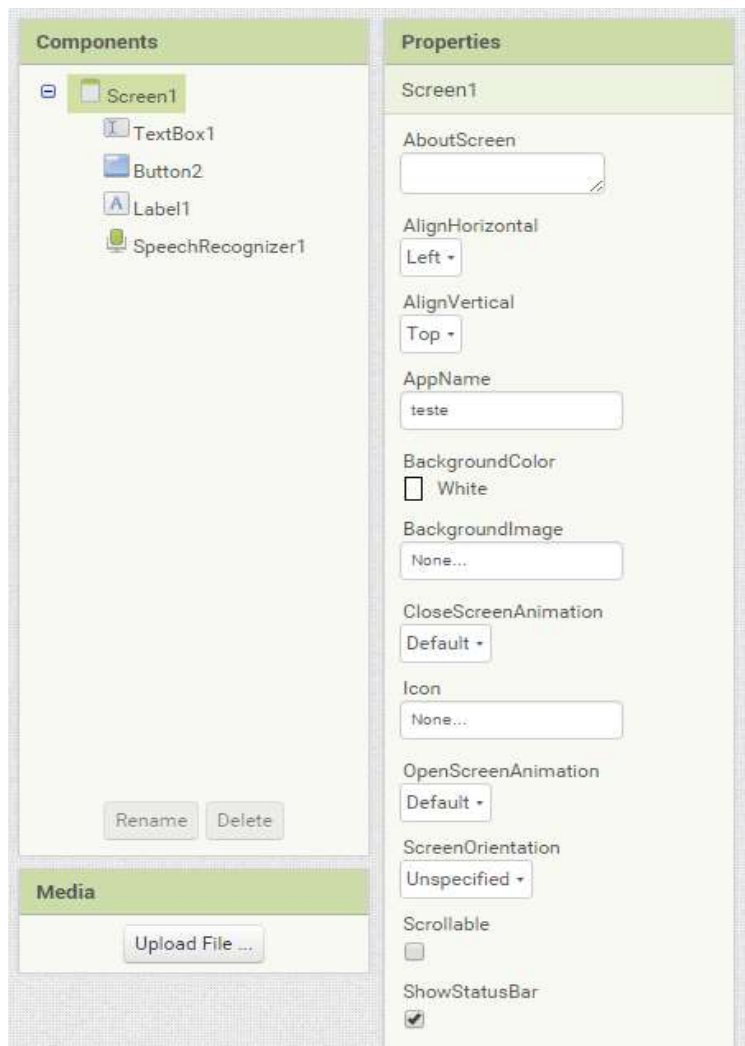 Components
Screen1
TextBox1
Button2
Label1
SpeechRecognizer1
Rename
Delete
Media
Upload File ...
Properties
Screen1
AboutScreen
AlignHorizontal
Left
AlignVertical
Top
AppName
teste
BackgroundColor
White
BackgroundImage
None...
CloseScreenAnimation
Default
Icon
None...
OpenScreenAnimation
Default
ScreenOrientation
Unspecified
Scrollable
ShowStatusBar